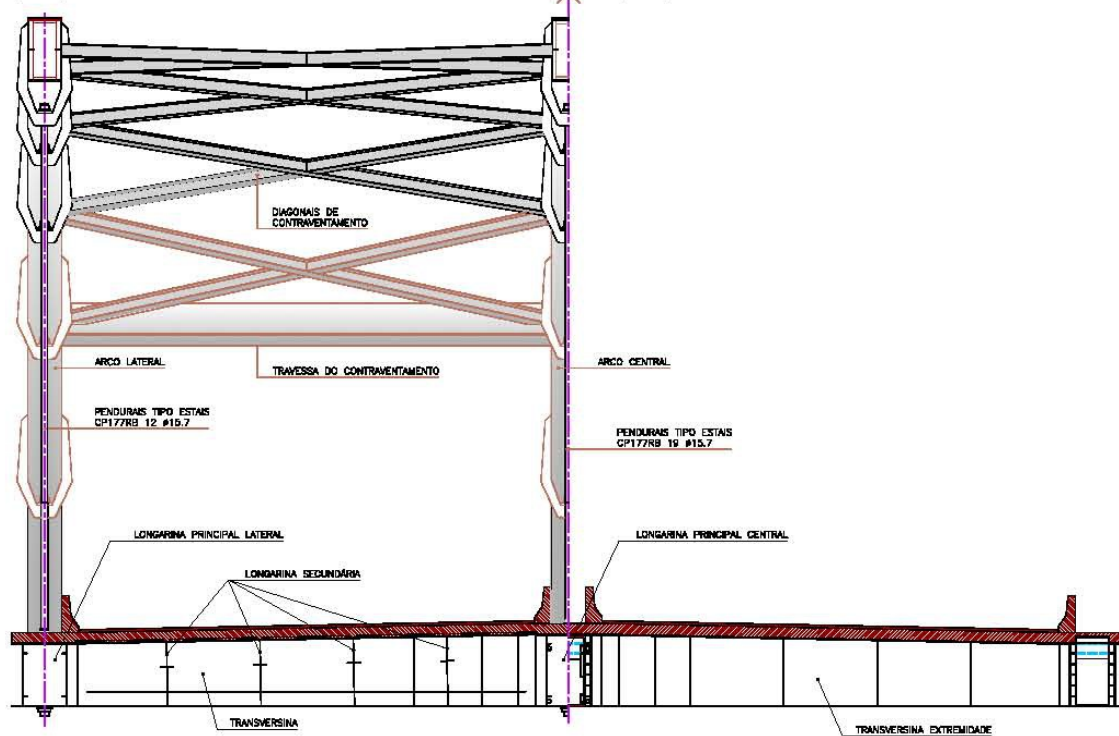 DIAGONAIS DE
CONTRAVENTAMENTO
ARCO LATERAL
ARCO CENTRAL
TRAVESSA DO CONTRAVENTAMENTO
PENDURAIS TIPO ESTAIS
CP177RB 12 ø15.7
PENDURAIS TIPO ESTAIS
CP177RB 19 ø15.7
LONGARINA PRINCIPAL LATERAL
LONGARINA PRINCIPAL CENTRAL
LONGARINA SECUNDÁRIA
TRANSVERSINA
TRANSVERSINA EXTREMIDADE